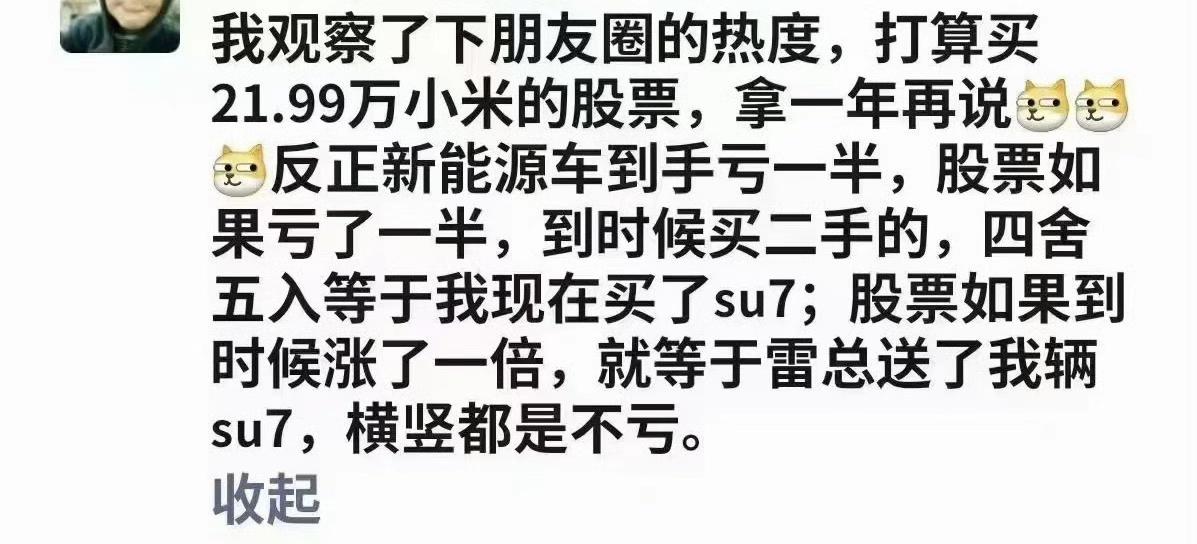 我观察了下朋友圈的热度，打算买
21.99万小米的股票，拿一年再说
反正新能源车到手亏一半，股票如
果亏了一半，到时候买二手的，四舍
五入等于我现在买了su7；股票如果到
时候涨了一倍，就等于雷总送了我辆
su7，横竖都是不亏。
收起